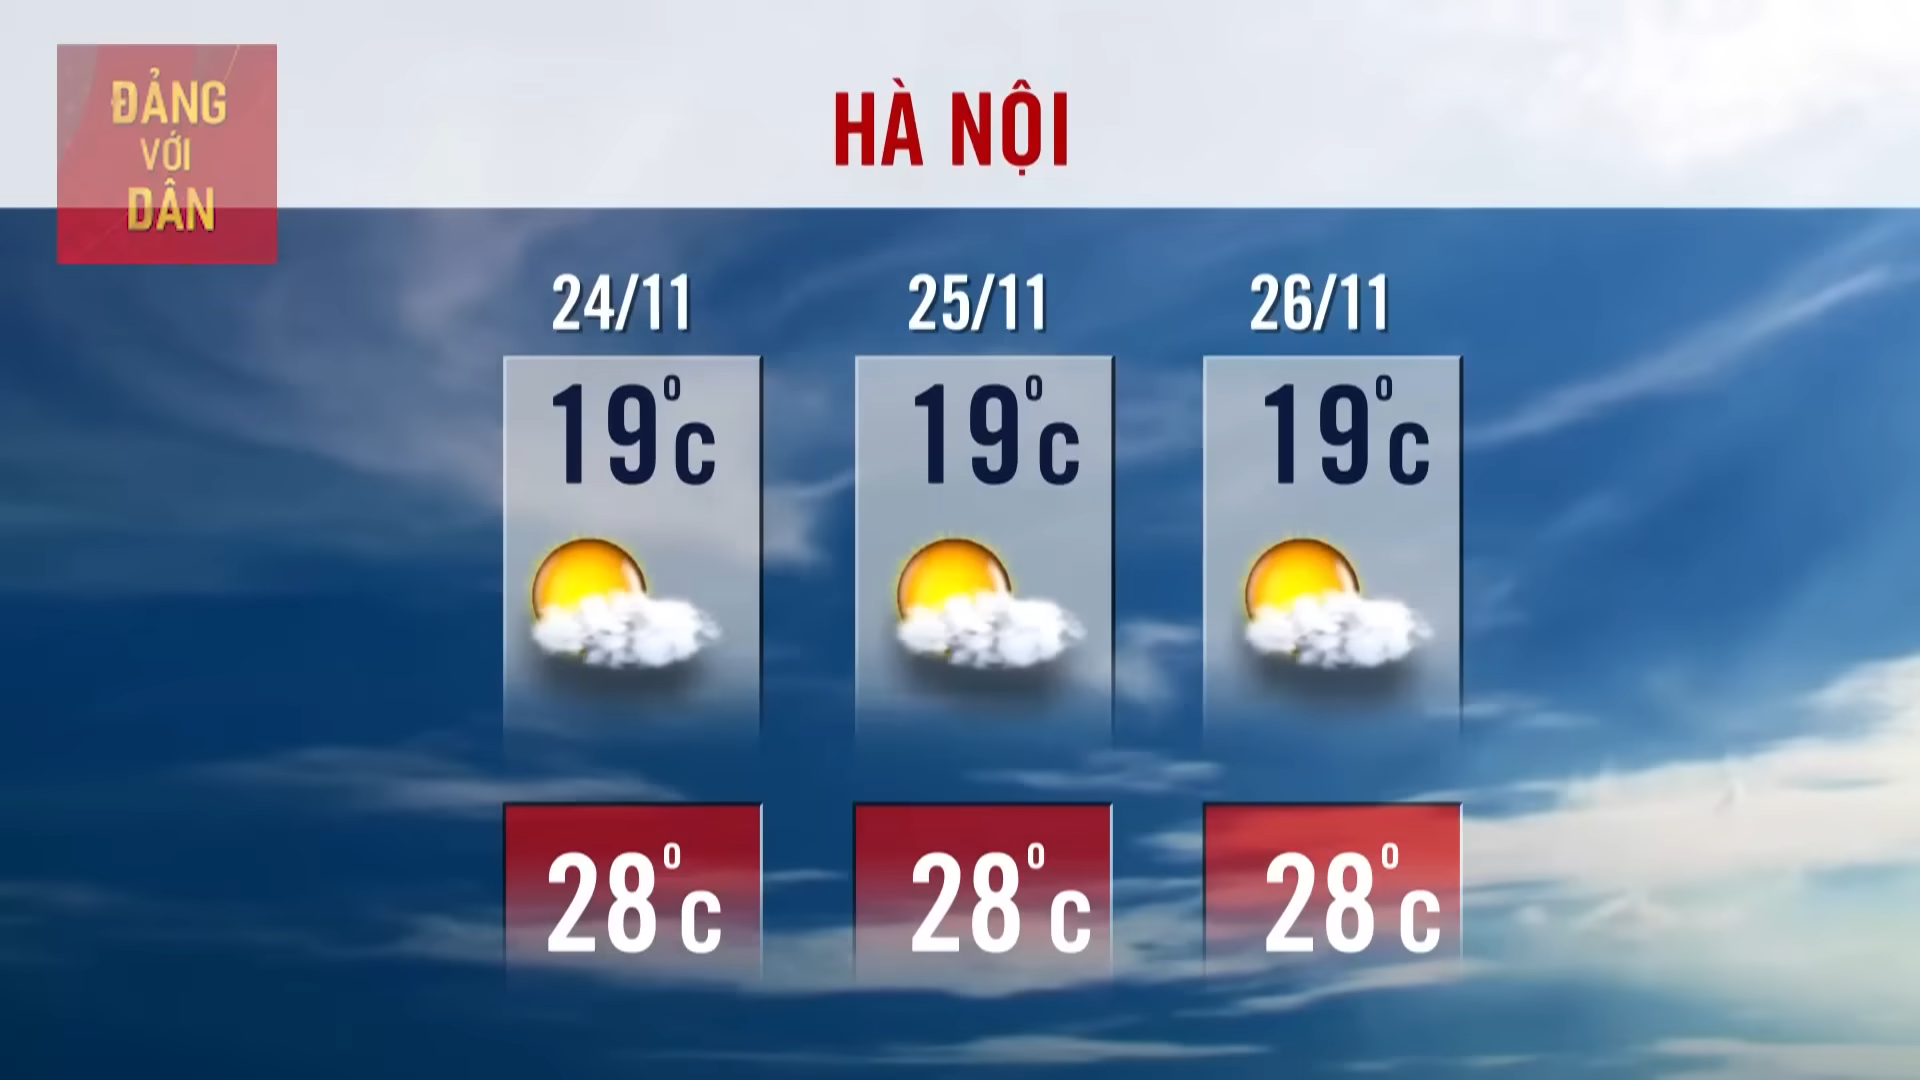 ĐẢNG
VỚI
DÂN
HÀ NỘI
24/11 25/11 26/11
19°C 19°C 19°C
28°C 28°C 28°C